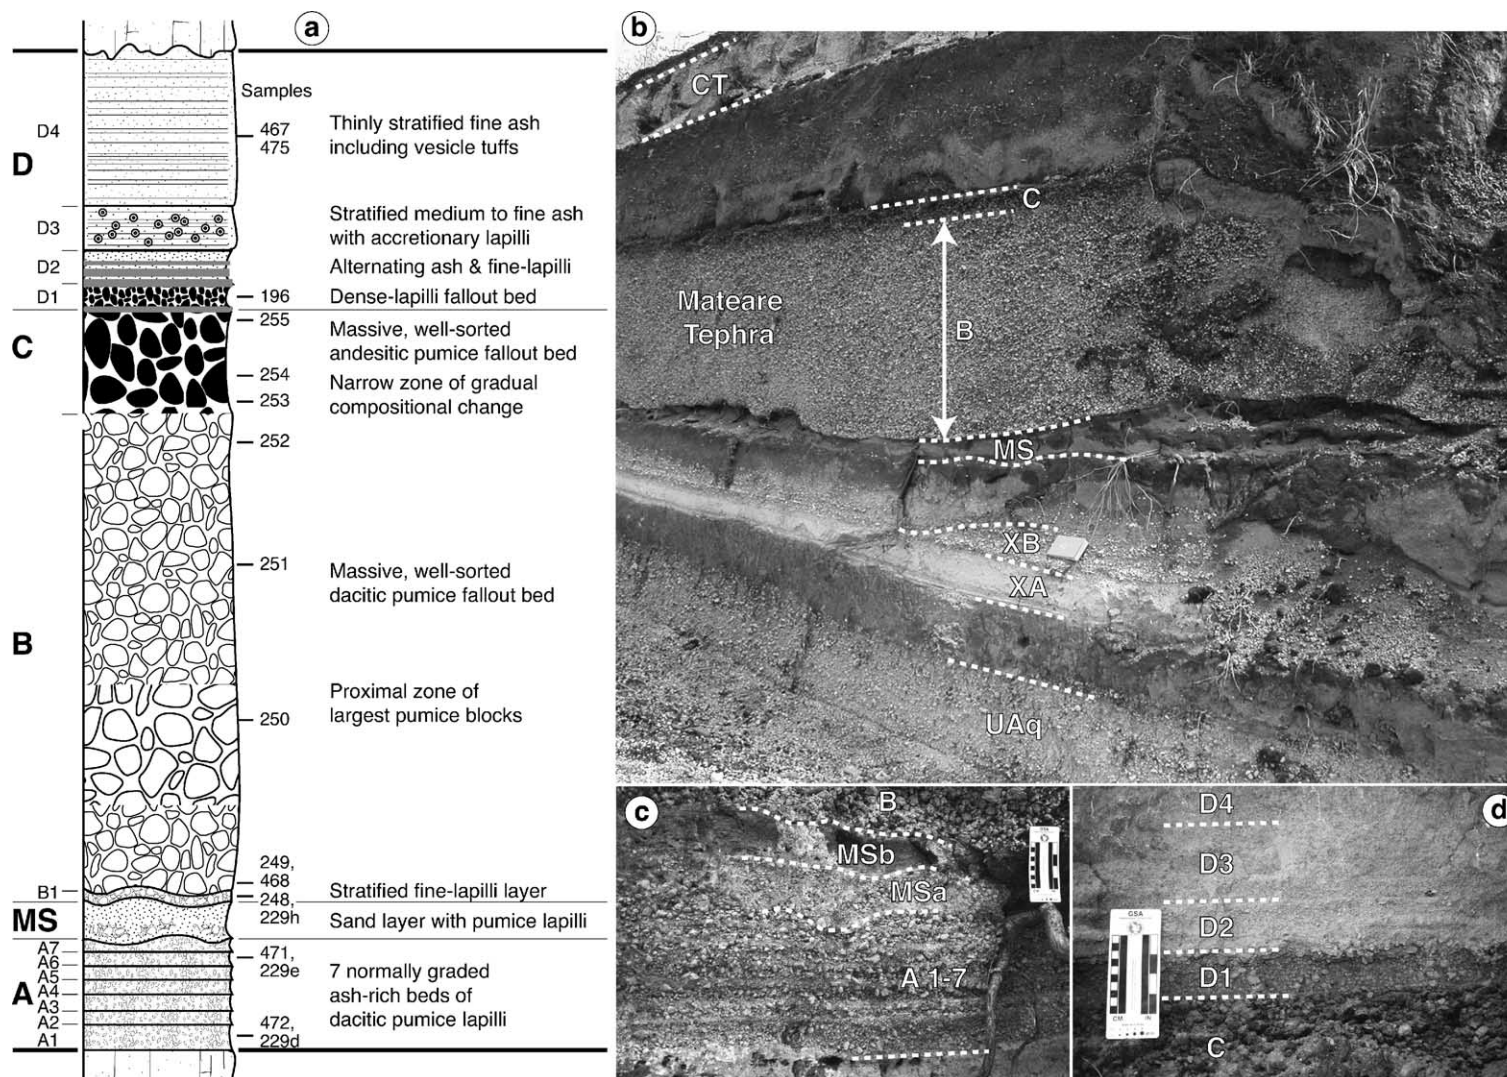 a
Samples
D4
467
475
Thinly stratified fine ash
including vesicle tuffs
D
D3
Stratified medium to fine ash
with accretionary lapilli
D2
Alternating ash & fine-lapilli
D1
196
Dense-lapilli fallout bed
255
C
Massive, well-sorted
andesitic pumice fallout bed
254
Narrow zone of gradual
compositional change
253
252
251
Massive, well-sorted
dacitic pumice fallout bed
B
Proximal zone of
largest pumice blocks
250
249,
468
B1
248,
229h
Stratified fine-lapilli layer
MS
Sand layer with pumice lapilli
A7
A6
A5
A4
A3
A2
A1
A
471,
229e
7 normally graded
ash-rich beds of
dacitic pumice lapilli
472,
229d
b
CT
C
Mateare
Tephra
B
MS
XB
XA
UAq
c
B
MSb
MSa
A 1-7
d
D4
D3
D2
D1
C
GSA
CM IN